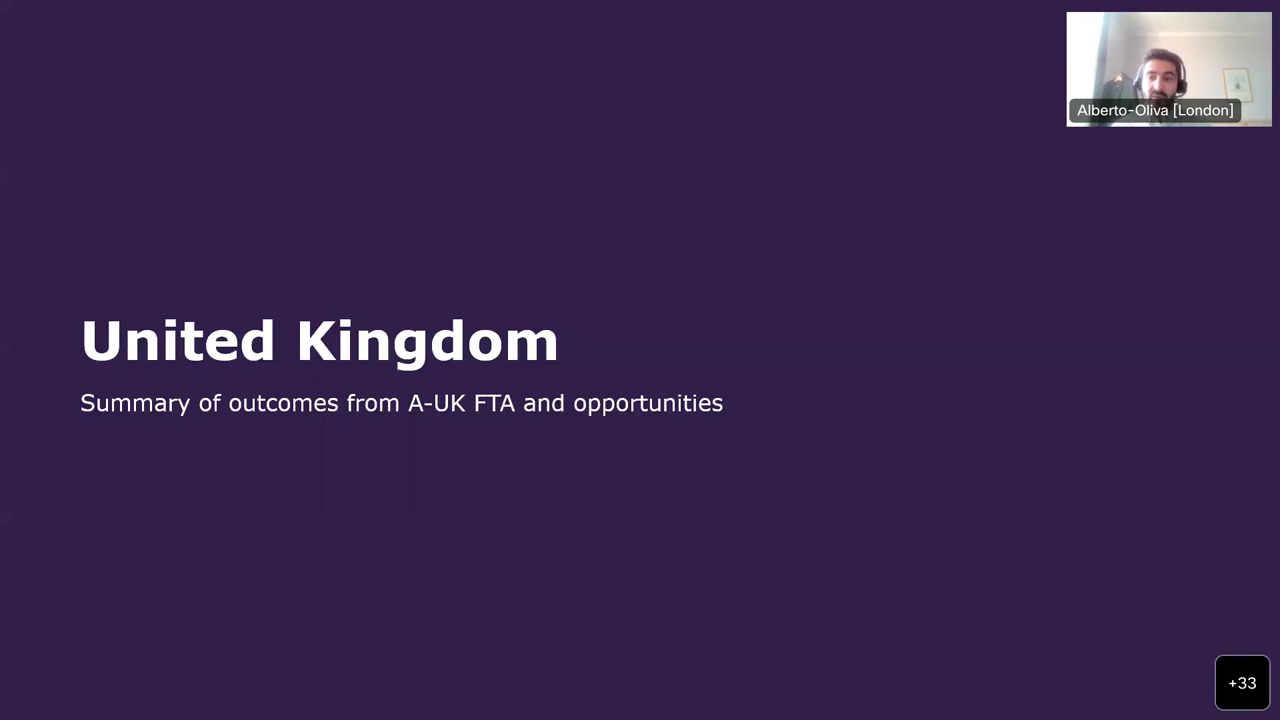 Alberto-Oliva [London]
United Kingdom
Summary of outcomes from A-UK FTA and opportunities
+33